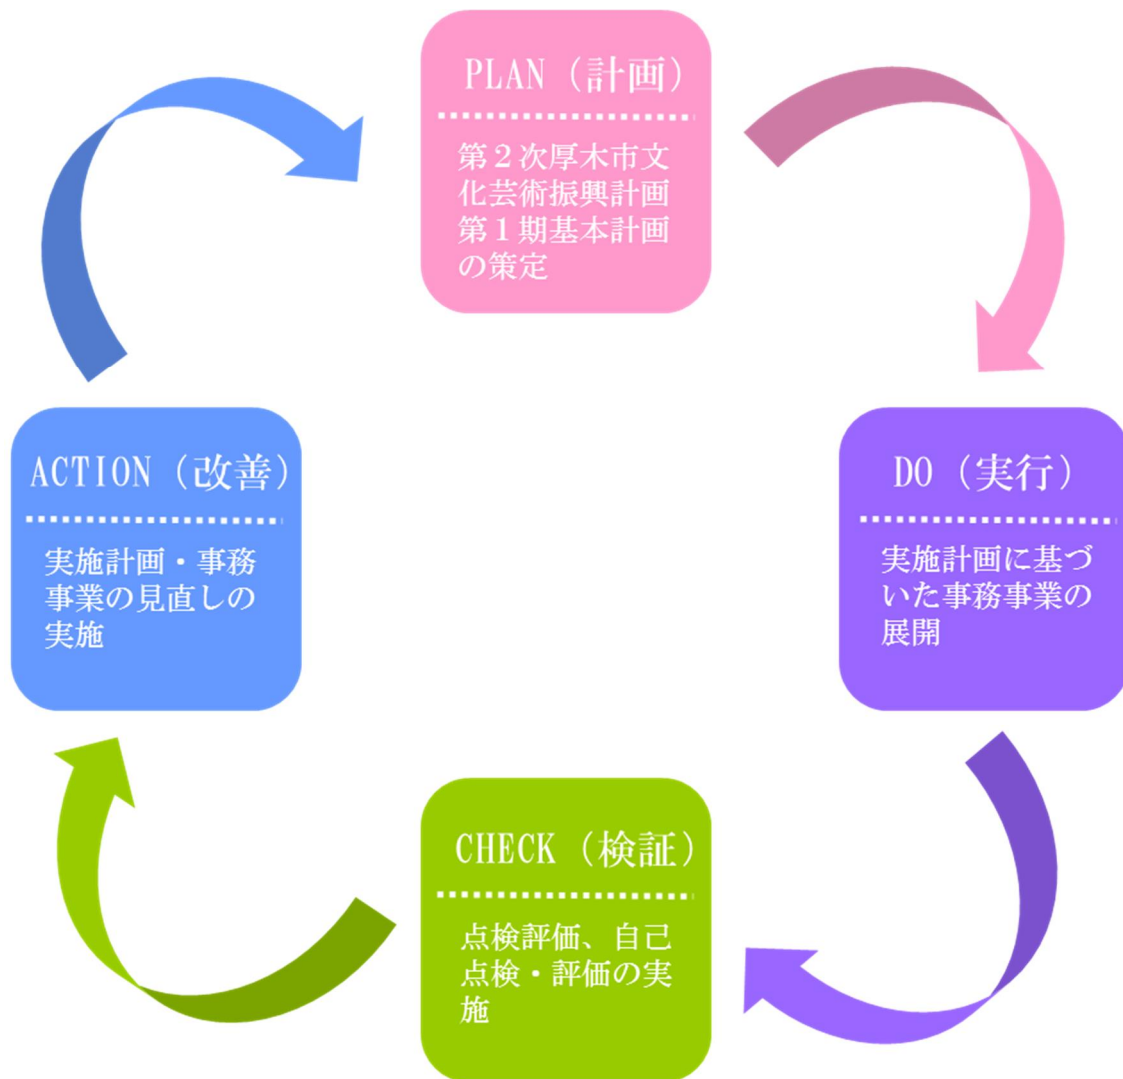 PLAN（計画）
第２次厚木市文
化芸術振興計画
第１期基本計画
の策定
DO（実行）
実施計画に基づ
いた事務事業の
展開
CHECK（検証）
点検評価、自己
点検・評価の実
施
ACTION（改善）
実施計画・事務
事業の見直しの
実施